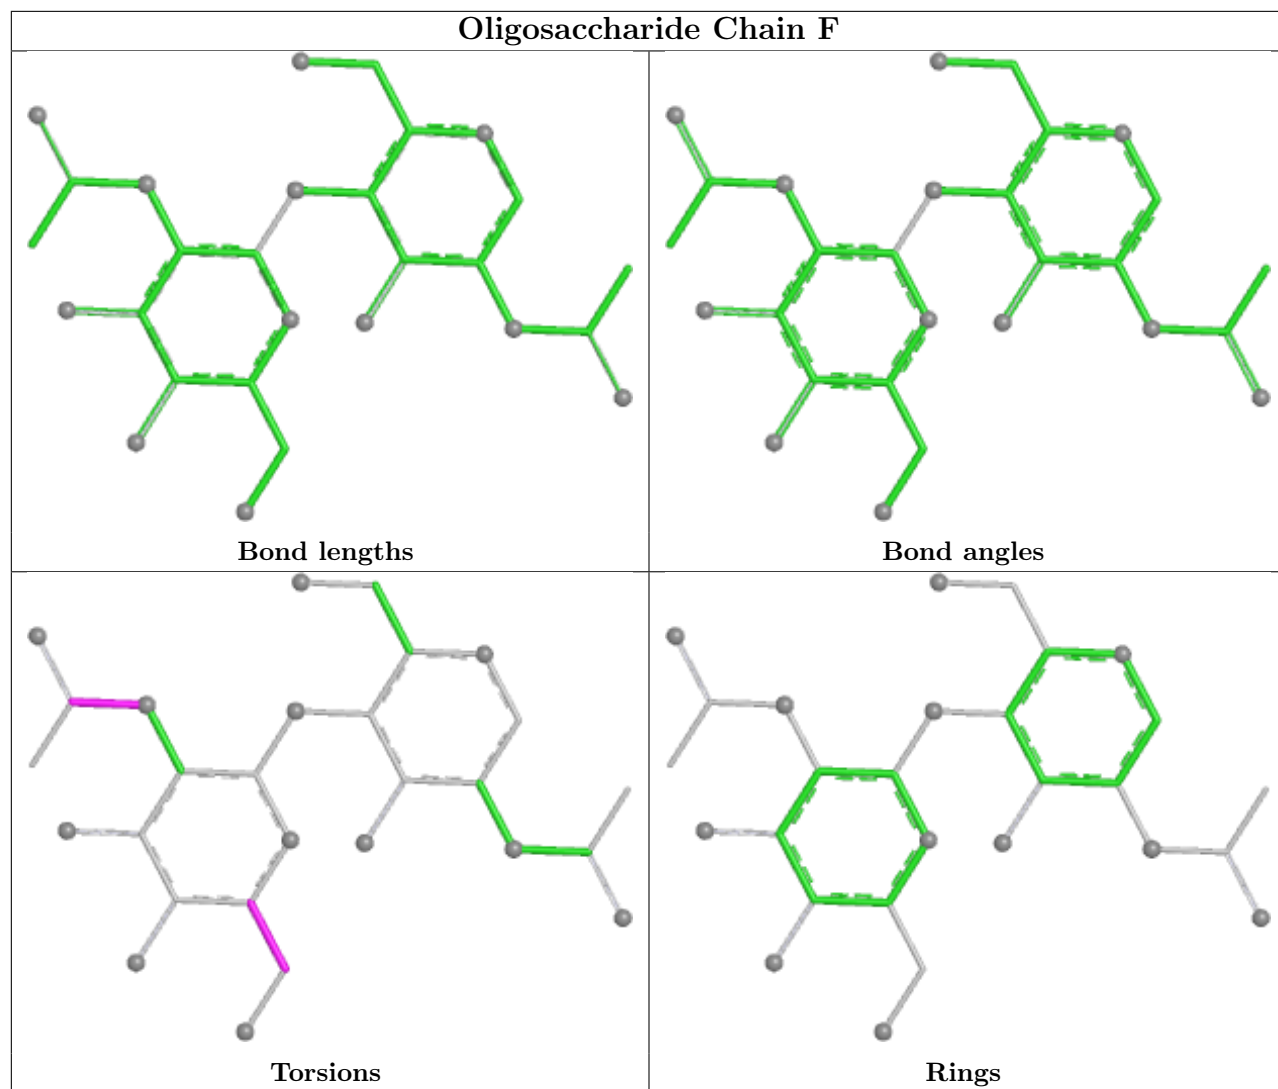 Oligosaccharide Chain F
Bond lengths
Bond angles
Torsions
Rings